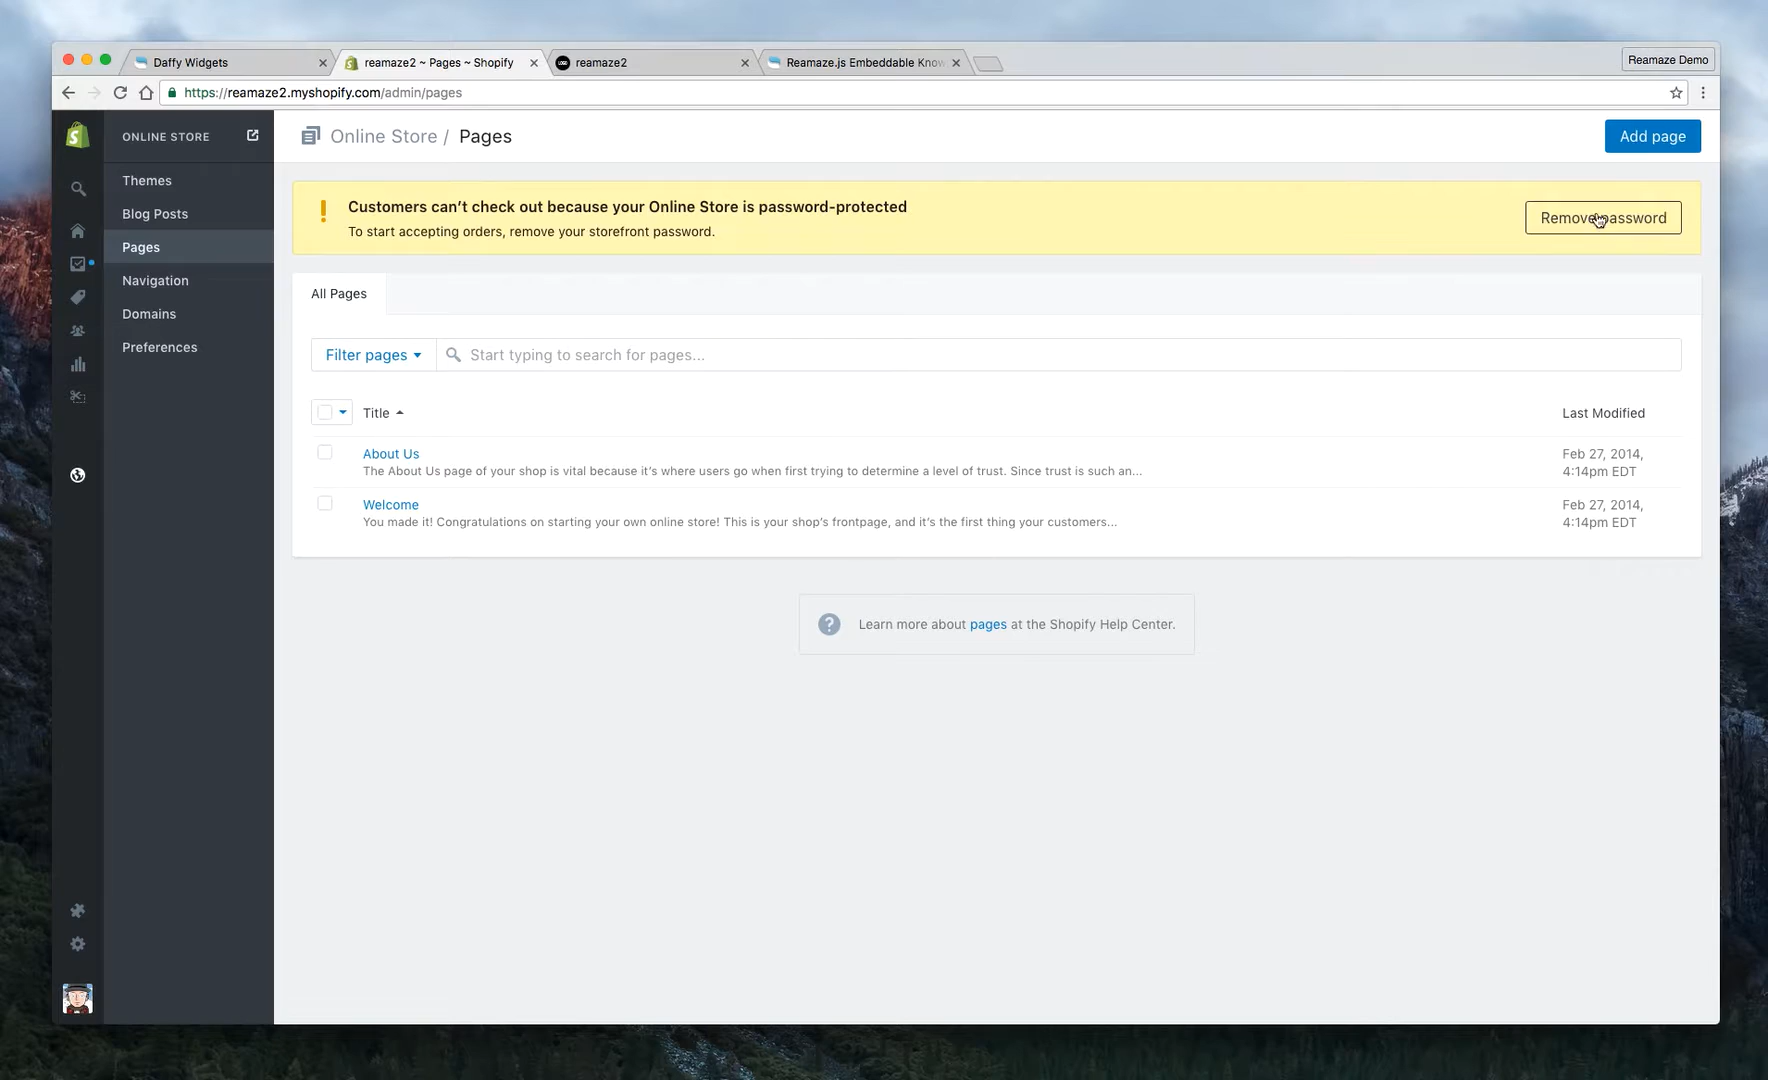 Daffy Widgets
reamaze2 ~ Pages ~ Shopify
reamaze2
Reamaze.js Embeddable Know
Reamaze Demo
https://reamaze2.myshopify.com/admin/pages
ONLINE STORE
Themes
Blog Posts
Pages
Navigation
Domains
Preferences
Online Store / Pages
Add page
Customers can't check out because your Online Store is password-protected
To start accepting orders, remove your storefront password.
Remove password
All Pages
Filter pages
Start typing to search for pages...
Title
Last Modified
About Us
The About Us page of your shop is vital because it's where users go when first trying to determine a level of trust. Since trust is such an...
Feb 27, 2014,
4:14pm EDT
Welcome
You made it! Congratulations on starting your own online store! This is your shop's frontpage, and it's the first thing your customers...
Feb 27, 2014,
4:14pm EDT
Learn more about pages at the Shopify Help Center.